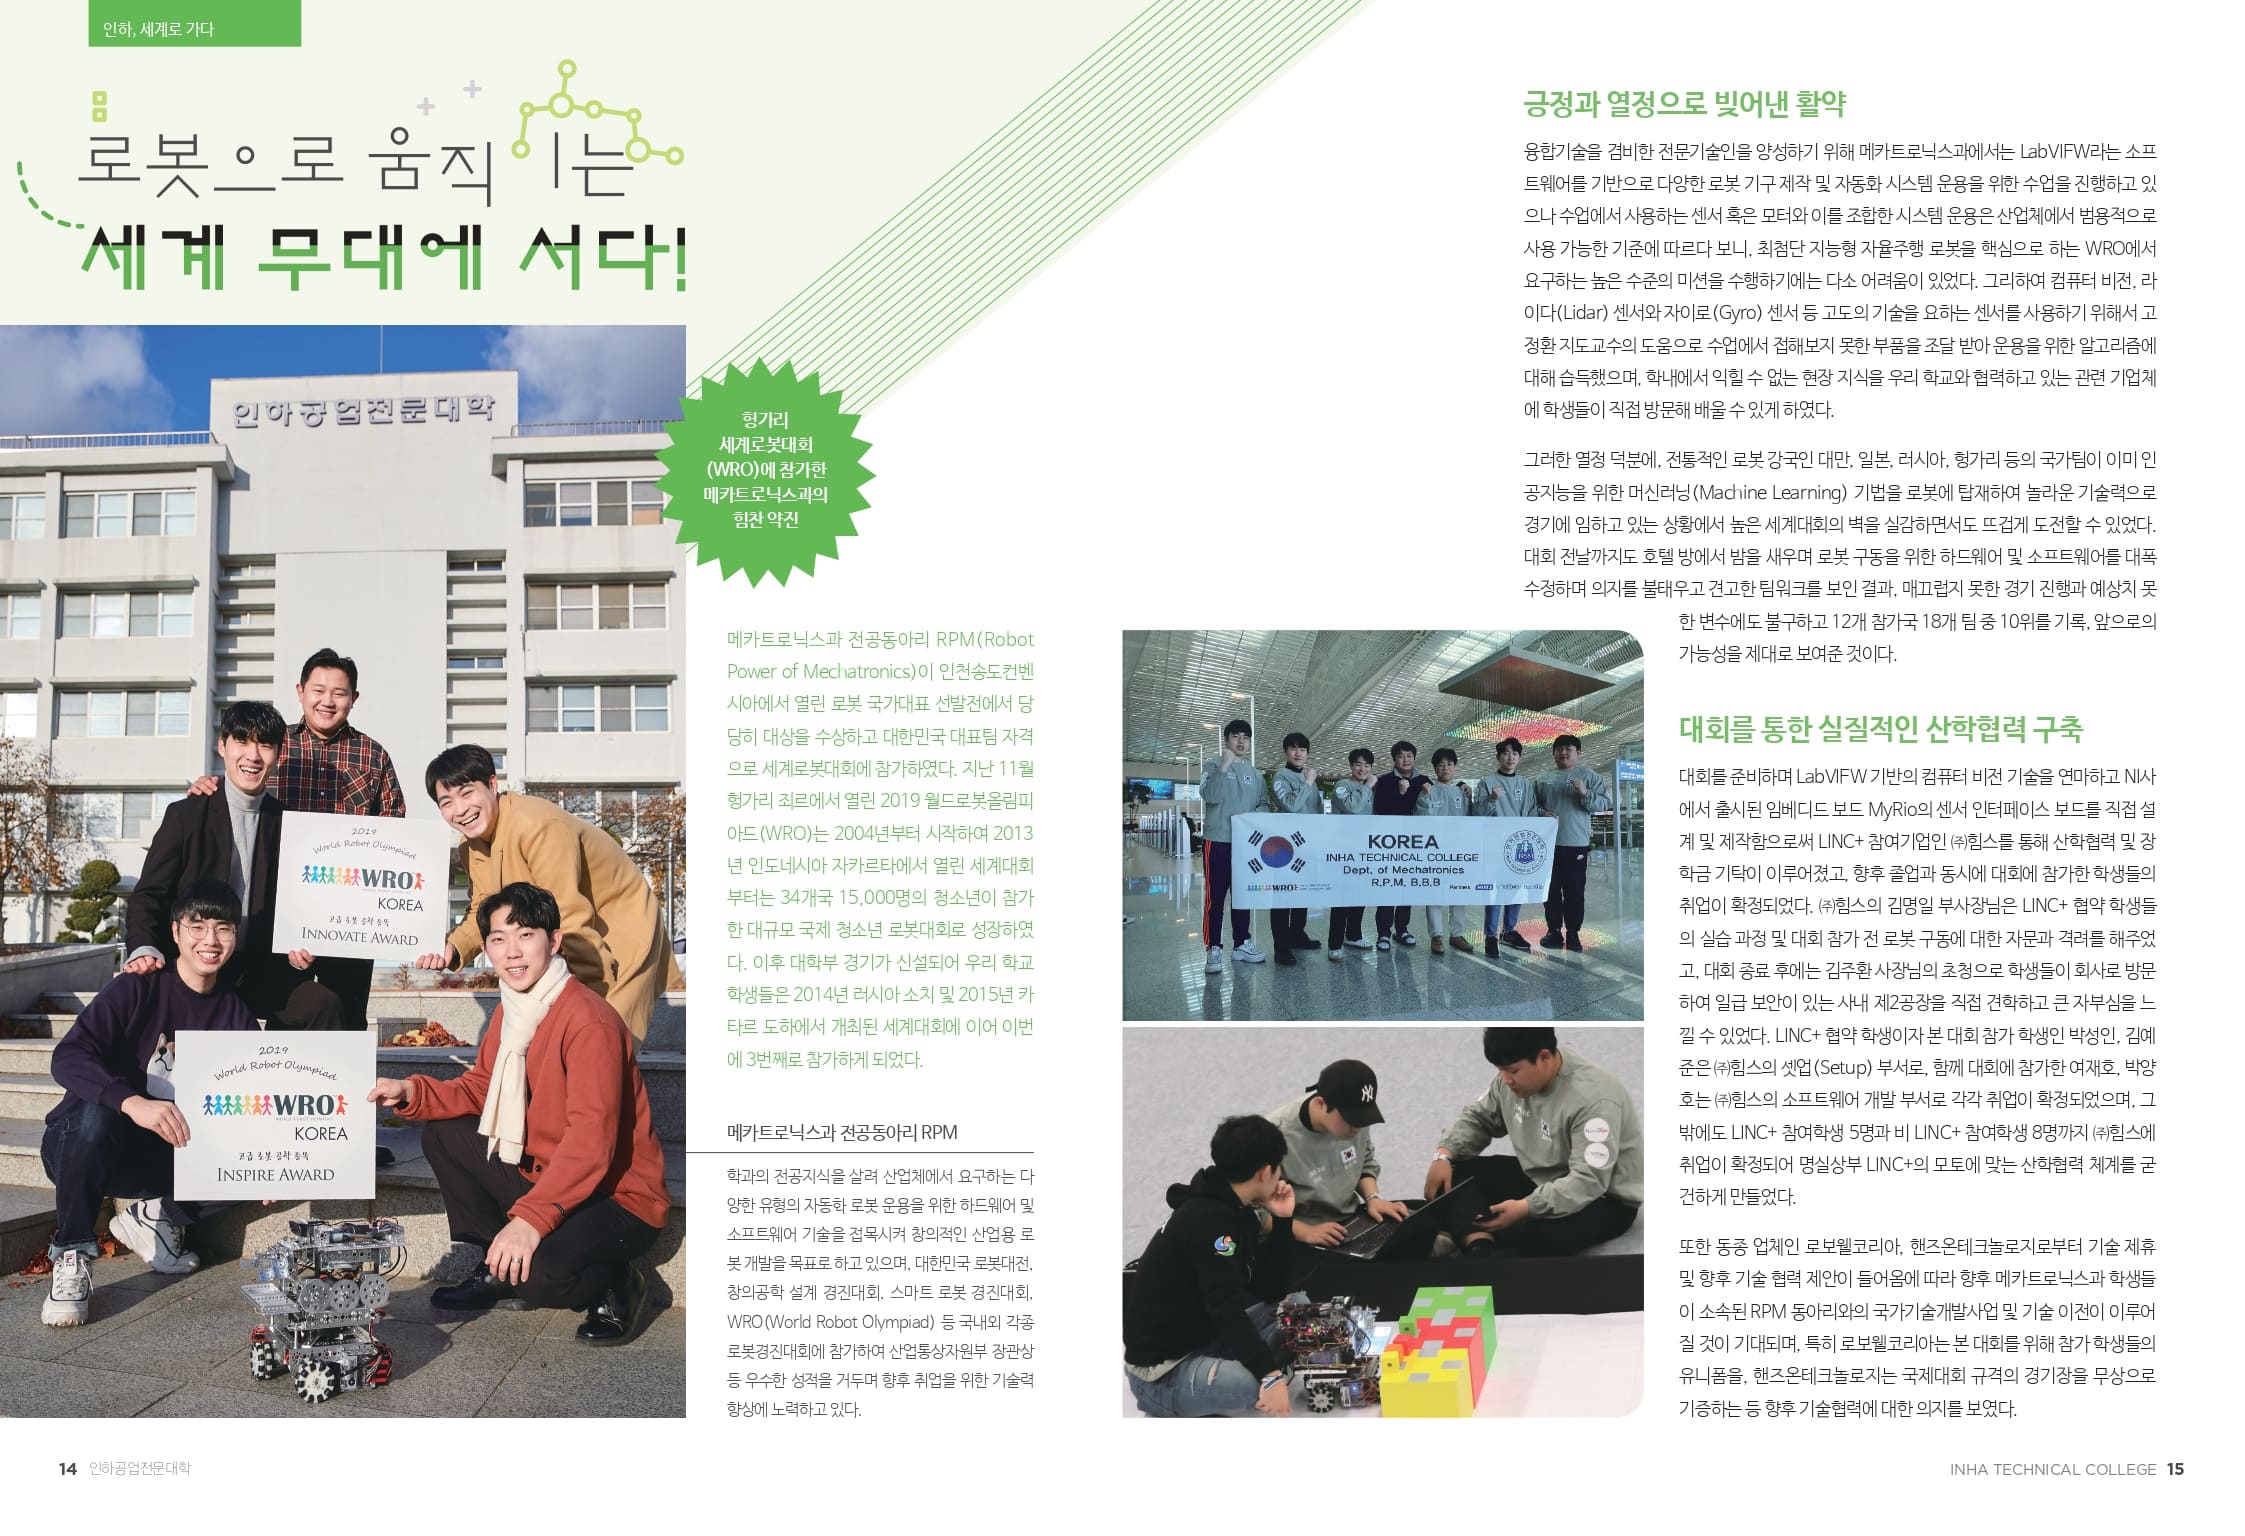 인하, 세계로 가다
로봇으로 움직이는
세계 무대에 서다!
인하공업전문대학
헝가리
세계로봇대회
(WRO)에 참가한
메카트로닉스과의
힘찬 약진
2019
World Robot Olympiad
WRO
KOREA
고급 로봇 공학 종목
INNOVATE AWARD
2019
World Robot Olympiad
WRO
WORLD ROBOT OLYMPIAD
KOREA
고급 로봇 공학 종목
INSPIRE AWARD
메카트로닉스과 전공동아리 RPM(Robot
Power of Mechatronics)이 인천송도컨벤
시아에서 열린 로봇 국가대표 선발전에서 당
당히 대상을 수상하고 대한민국 대표팀 자격
으로 세계로봇대회에 참가하였다. 지난 11월
헝가리 죄르에서 열린 2019 월드로봇올림피
아드(WRO)는 2004년부터 시작하여 2013
년 인도네시아 자카르타에서 열린 세계대회
부터는 34개국 15,000명의 청소년이 참가
한 대규모 국제 청소년 로봇대회로 성장하였
다. 이후 대학부 경기가 신설되어 우리 학교
학생들은 2014년 러시아 소치 및 2015년 카
타르 도하에서 개최된 세계대회에 이어 이번
에 3번째로 참가하게 되었다.
메카트로닉스과 전공동아리 RPM
학과의 전공지식을 살려 산업체에서 요구하는 다
양한 유형의 자동화 로봇 운용을 위한 하드웨어 및
소프트웨어 기술을 접목시켜 창의적인 산업용 로
봇 개발을 목표로 하고 있으며, 대한민국 로봇대전,
창의공학 설계 경진대회, 스마트 로봇 경진대회,
WRO(World Robot Olympiad) 등 국내외 각종
로봇경진대회에 참가하여 산업통상자원부 장관상
등 우수한 성적을 거두며 향후 취업을 위한 기술력
향상에 노력하고 있다.
14 인하공업전문대학
긍정과 열정으로 빚어낸 활약
융합기술을 겸비한 전문기술인을 양성하기 위해 메카트로닉스과에서는 LabVIFW라는 소프
트웨어를 기반으로 다양한 로봇 기구 제작 및 자동화 시스템 운용을 위한 수업을 진행하고 있
으나 수업에서 사용하는 센서 혹은 모터와 이를 조합한 시스템 운용은 산업체에서 범용적으로
사용 가능한 기준에 따르다 보니, 최첨단 지능형 자율주행 로봇을 핵심으로 하는 WRO에서
요구하는 높은 수준의 미션을 수행하기에는 다소 어려움이 있었다. 그리하여 컴퓨터 비전, 라
이다(Lidar) 센서와 자이로(Gyro) 센서 등 고도의 기술을 요하는 센서를 사용하기 위해서 고
정환 지도교수의 도움으로 수업에서 접해보지 못한 부품을 조달 받아 운용을 위한 알고리즘에
대해 습득했으며, 학내에서 익힐 수 없는 현장 지식을 우리 학교와 협력하고 있는 관련 기업체
에 학생들이 직접 방문해 배울 수 있게 하였다.
그러한 열정 덕분에, 전통적인 로봇 강국인 대만, 일본, 러시아, 헝가리 등의 국가팀이 이미 인
공지능을 위한 머신러닝(Machine Learning) 기법을 로봇에 탑재하여 놀라운 기술력으로
경기에 임하고 있는 상황에서 높은 세계대회의 벽을 실감하면서도 뜨겁게 도전할 수 있었다.
대회 전날까지도 호텔 방에서 밤을 새우며 로봇 구동을 위한 하드웨어 및 소프트웨어를 대폭
수정하며 의지를 불태우고 견고한 팀워크를 보인 결과, 매끄럽지 못한 경기 진행과 예상치 못
한 변수에도 불구하고 12개 참가국 18개 팀 중 10위를 기록, 앞으로의
가능성을 제대로 보여준 것이다.
KOREA
INHA TECHNICAL COLLEGE
Dept. of Mechatronics
R.P.M, B.B.B
WRO
Partners
대회를 통한 실질적인 산학협력 구축
대회를 준비하며 LabVIFW 기반의 컴퓨터 비전 기술을 연마하고 NI사
에서 출시된 임베디드 보드 MyRio의 센서 인터페이스 보드를 직접 설
계 및 제작함으로써 LINC+ 참여기업인 ㈜힘스를 통해 산학협력 및 장
학금 기탁이 이루어졌고, 향후 졸업과 동시에 대회에 참가한 학생들의
취업이 확정되었다. ㈜힘스의 김명일 부사장님은 LINC+ 협약 학생들
의 실습 과정 및 대회 참가 전 로봇 구동에 대한 자문과 격려를 해주었
고, 대회 종료 후에는 김주환 사장님의 초청으로 학생들이 회사로 방문
하여 일급 보안이 있는 사내 제2공장을 직접 견학하고 큰 자부심을 느
낄 수 있었다. LINC+ 협약 학생이자 본 대회 참가 학생인 박성인, 김예
준은 ㈜힘스의 셋업(Setup) 부서로, 함께 대회에 참가한 여재호, 박양
호는 ㈜힘스의 소프트웨어 개발 부서로 각각 취업이 확정되었으며, 그
밖에도 LINC+ 참여학생 5명과 비 LINC+ 참여학생 8명까지 ㈜힘스에
취업이 확정되어 명실상부 LINC+의 모토에 맞는 산학협력 체계를 굳
건하게 만들었다.
또한 동종 업체인 로보웰코리아, 핸즈온테크놀로지로부터 기술 제휴
및 향후 기술 협력 제안이 들어옴에 따라 향후 메카트로닉스과 학생들
이 소속된 RPM 동아리와의 국가기술개발사업 및 기술 이전이 이루어
질 것이 기대되며, 특히 로보웰코리아는 본 대회를 위해 참가 학생들의
유니폼을, 핸즈온테크놀로지는 국제대회 규격의 경기장을 무상으로
기증하는 등 향후 기술협력에 대한 의지를 보였다.
INHA TECHNICAL COLLEGE 15